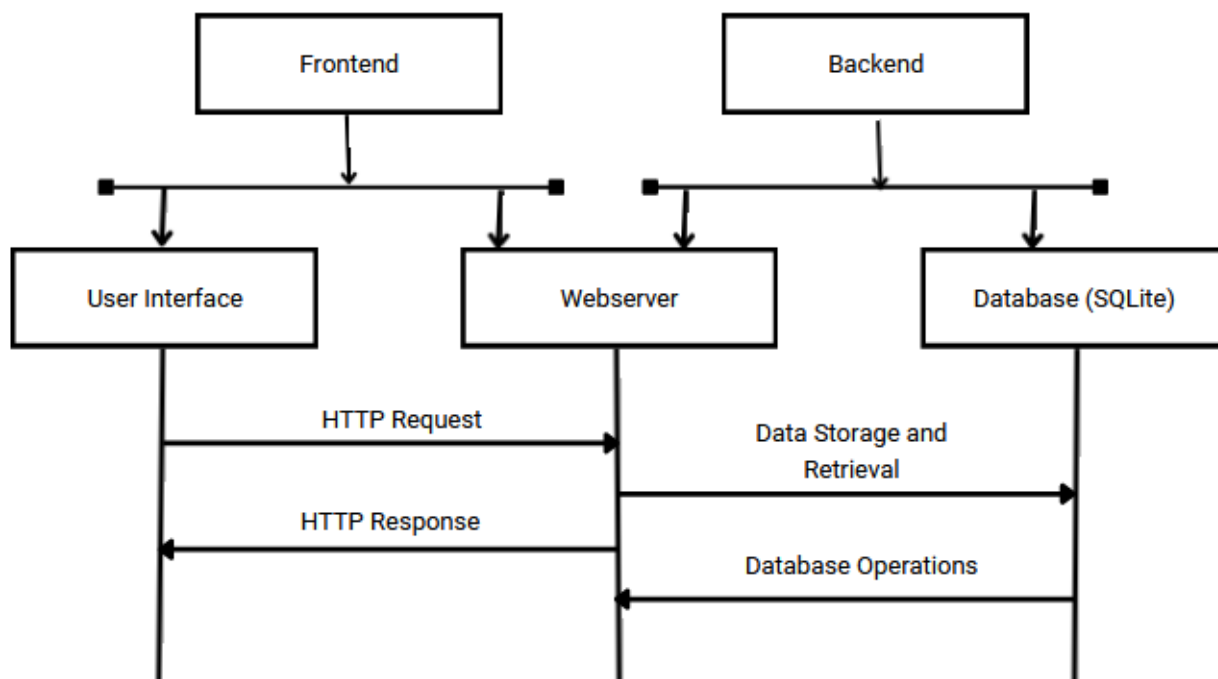 Frontend
Backend
User Interface
Webserver
Database (SQLite)
HTTP Request
Data Storage and
Retrieval
HTTP Response
Database Operations